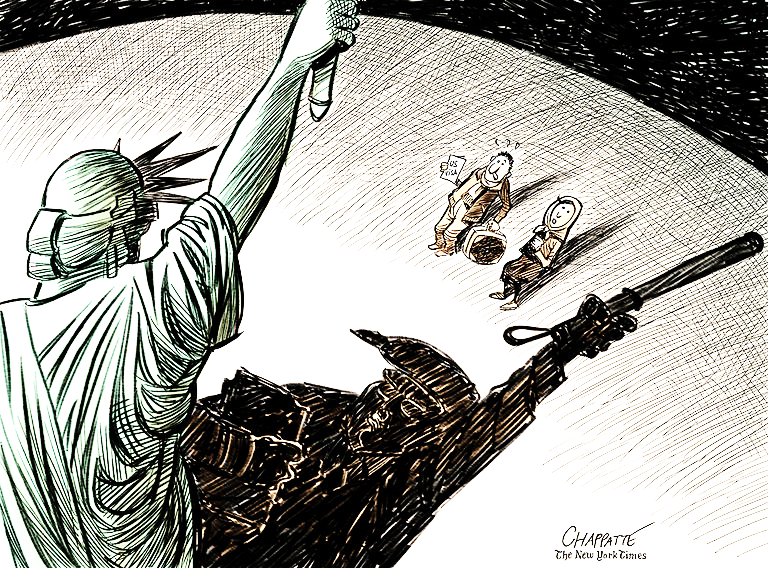 US
Visa
CHAPPATTE
The New York Times